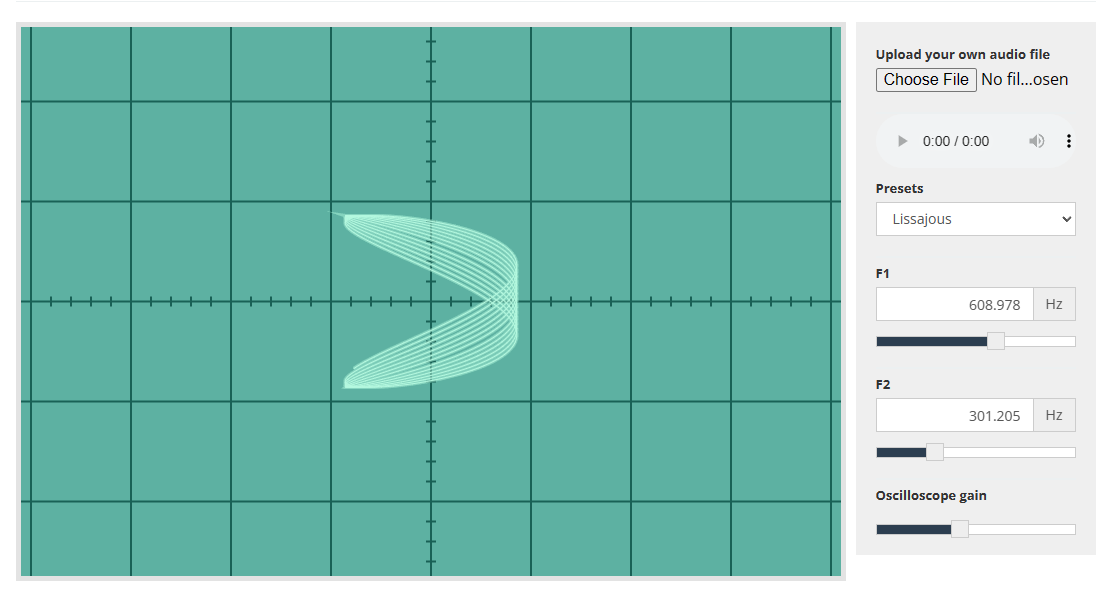 Upload your own audio file
Choose File No fil...osen
0:00 / 0:00
Presets
Lissajous
F1
608.978 Hz
F2
301.205 Hz
Oscilloscope gain